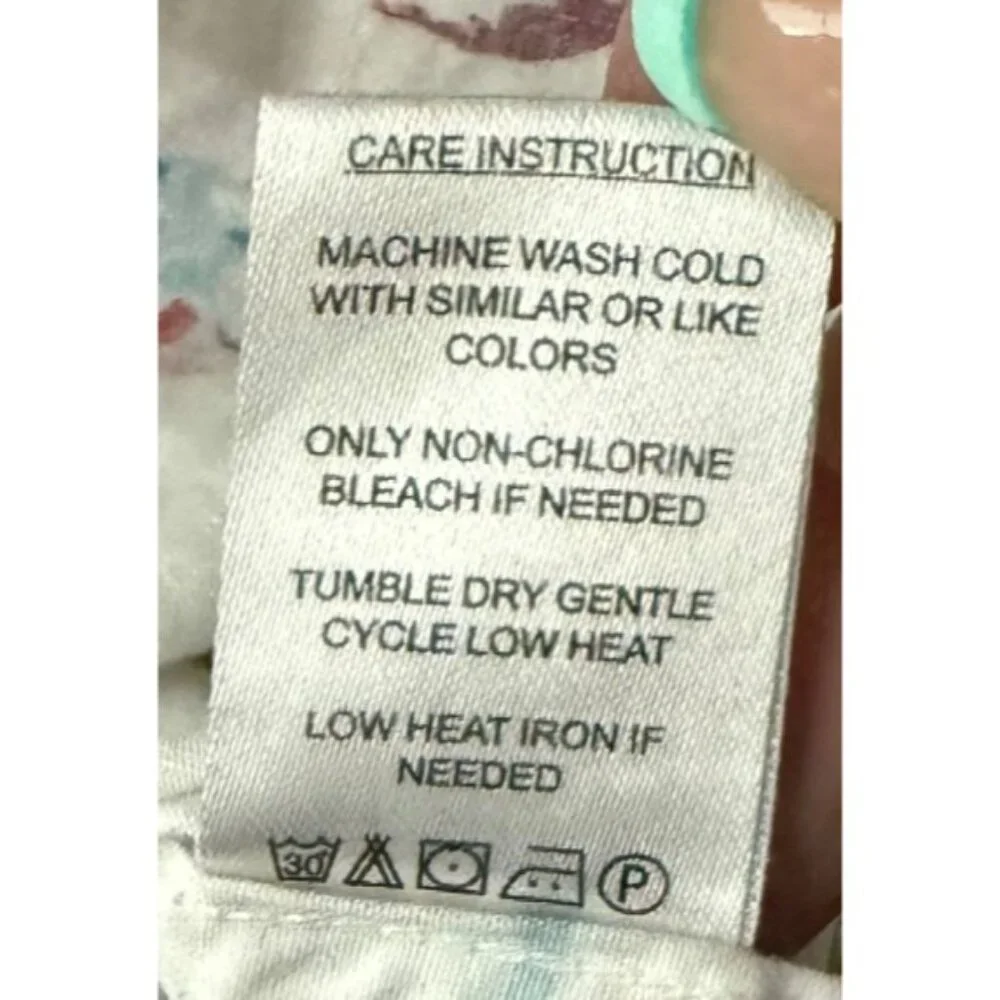 CARE INSTRUCTION
MACHINE WASH COLD
WITH SIMILAR OR LIKE
COLORS
ONLY NON-CHLORINE
BLEACH IF NEEDED
TUMBLE DRY GENTLE
CYCLE LOW HEAT
LOW HEAT IRON IF
NEEDED
30 P